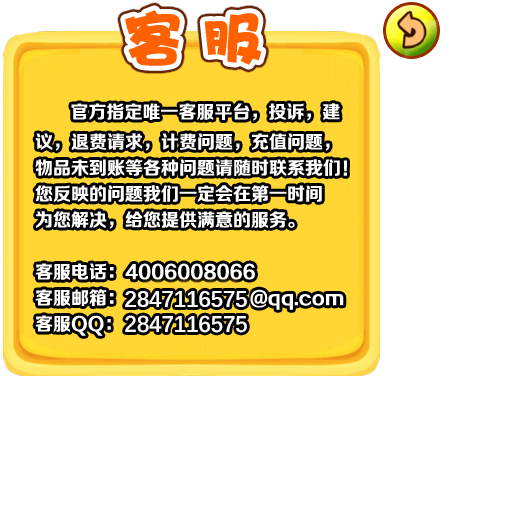 客服
官方指定唯一客服平台，投诉，建
议，退费请求，计费问题，充值问题，
物品未到账等各种问题请随时联系我们！
您反映的问题我们一定会在第一时间
为您解决，给您提供满意的服务。
客服电话：4006008066
客服邮箱：2847116575@qq.com
客服QQ：2847116575